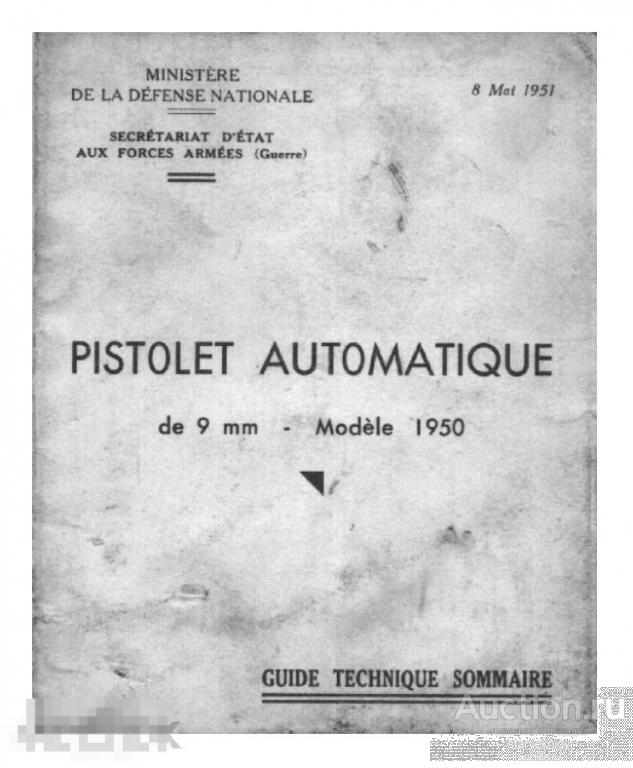 MINISTÈRE
DE LA DÉFENSE NATIONALE
8 Mai 1951
SECRÉTARIAT D'ÉTAT
AUX FORCES ARMÉES (Guerre)
PISTOLET AUTOMATIQUE
de 9 mm - Modèle 1950
GUIDE TECHNIQUE SOMMAIRE
Auction.ru